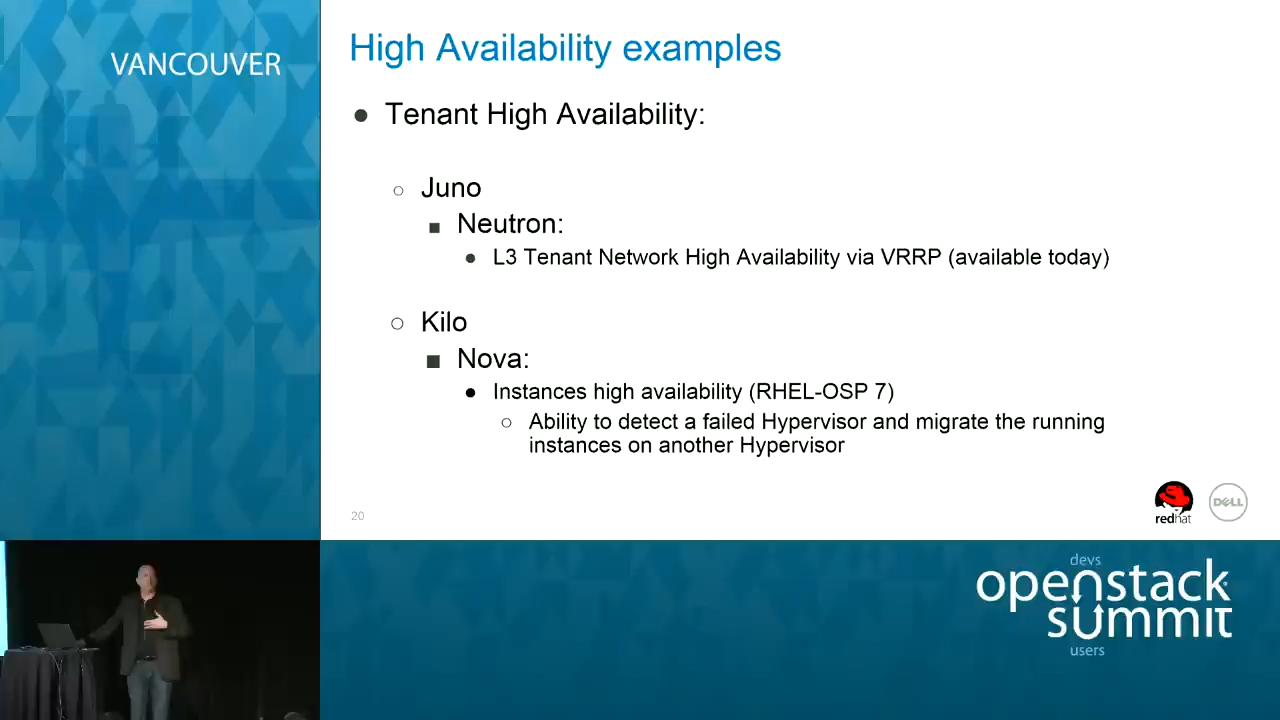 VANCOUVER
High Availability examples
● Tenant High Availability:
○ Juno
■ Neutron:
● L3 Tenant Network High Availability via VRRP (available today)
○ Kilo
■ Nova:
● Instances high availability (RHEL-OSP 7)
○ Ability to detect a failed Hypervisor and migrate the running
instances on another Hypervisor
20
redhat
DELL
devs
openstack
summit
users